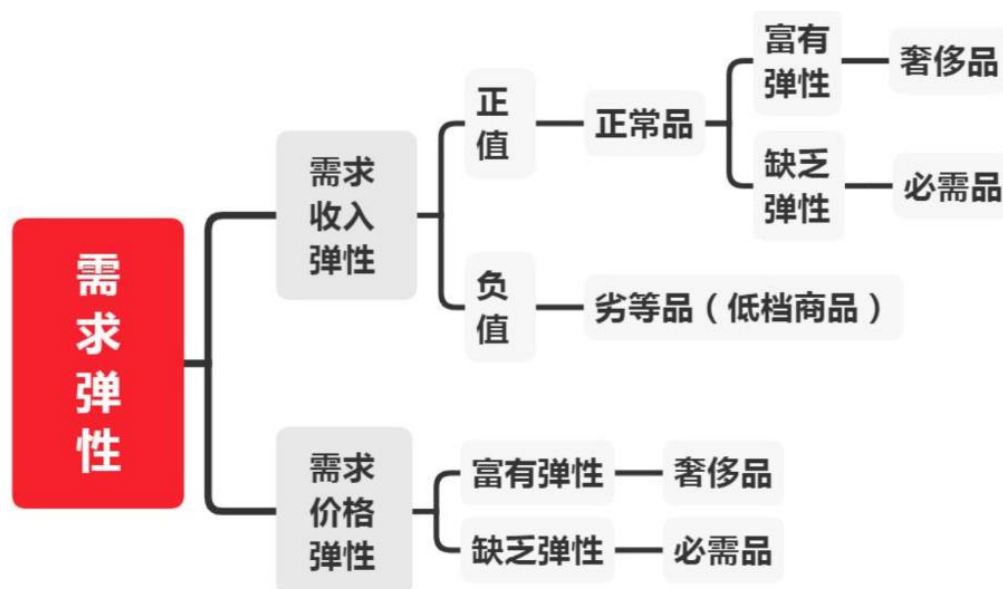 需求弹性
需求收入弹性
正值
正常品
富有弹性
奢侈品
缺乏弹性
必需品
负值
劣等品（低档商品）
需求价格弹性
富有弹性
奢侈品
缺乏弹性
必需品